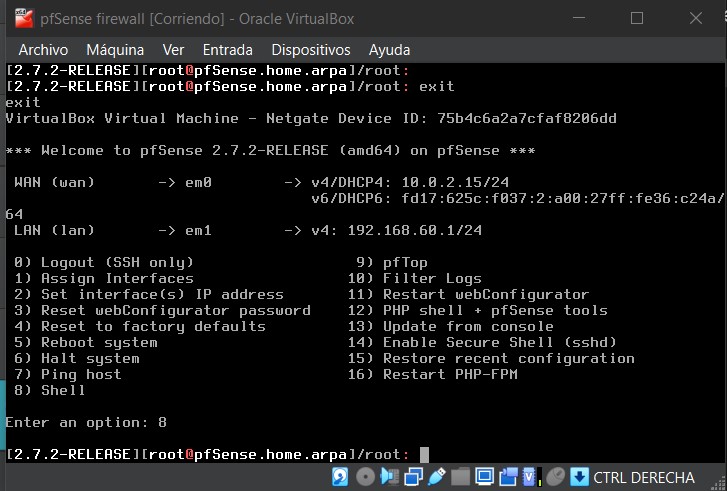 pfSense firewall [Corriendo] - Oracle VirtualBox
Archivo Máquina Ver Entrada Dispositivos Ayuda
[2.7.2-RELEASE][root@pfSense.home.arpa]/root:
[2.7.2-RELEASE][root@pfSense.home.arpa]/root: exit
exit
VirtualBox Virtual Machine - Netgate Device ID: 75b4c6a2a7cfaf8206dd
*** Welcome to pfSense 2.7.2-RELEASE (amd64) on pfSense ***
WAN (wan) -> em0 -> v4/DHCP4: 10.0.2.15/24
v6/DHCP6: fd17:625c:f037:2:a00:27ff:fe36:c24a/
64
LAN (lan) -> em1 -> v4: 192.168.60.1/24
0) Logout (SSH only) 9) pfTop
1) Assign Interfaces 10) Filter Logs
2) Set interface(s) IP address 11) Restart webConfigurator
3) Reset webConfigurator password 12) PHP shell + pfSense tools
4) Reset to factory defaults 13) Update from console
5) Reboot system 14) Enable Secure Shell (sshd)
6) Halt system 15) Restore recent configuration
7) Ping host 16) Restart PHP-FPM
8) Shell
Enter an option: 8
[2.7.2-RELEASE][root@pfSense.home.arpa]/root:
CTRL DERECHA